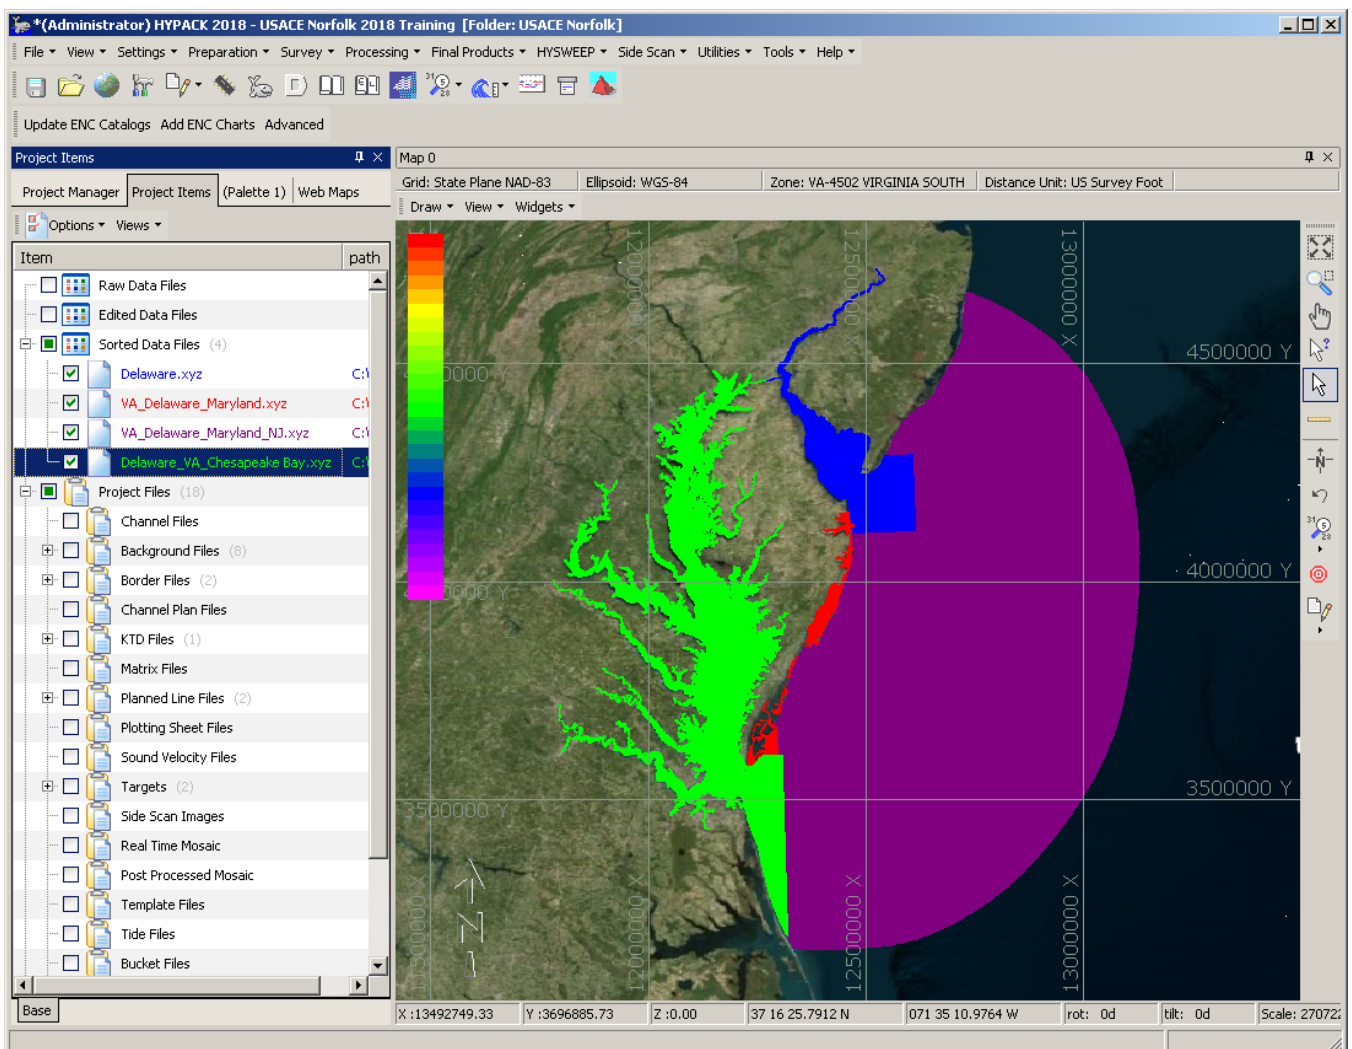 *(Administrator) HYPACK 2018 - USACE Norfolk 2018 Training [Folder: USACE Norfolk]
File View Settings Preparation Survey Processing Final Products HYSWEEP Side Scan Utilities Tools Help
Update ENC Catalogs Add ENC Charts Advanced
Project Items
Project Manager Project Items (Palette 1) Web Maps
Options Views
Item path
Raw Data Files
Edited Data Files
Sorted Data Files (4)
Delaware.xyz C:\
VA_Delaware_Maryland.xyz C:\
VA_Delaware_Maryland_NJ.xyz C:\
Delaware_VA_Chesapeake Bay.xyz C:\
Project Files (18)
Channel Files
Background Files (8)
Border Files (2)
Channel Plan Files
KTD Files (1)
Matrix Files
Planned Line Files (2)
Plotting Sheet Files
Sound Velocity Files
Targets (2)
Side Scan Images
Real Time Mosaic
Post Processed Mosaic
Template Files
Tide Files
Bucket Files
Base
Map 0
Grid: State Plane NAD-83 Ellipsoid: WGS-84 Zone: VA-4502 VIRGINIA SOUTH Distance Unit: US Survey Foot
Draw View Widgets
12000000 X
12500000 X
13000000 X
4500000 Y
4000000 Y
3500000 Y
3500000
11500000 X
12000000 X
12500000 X
13000000 X
N
X :13492749.33 Y :3696885.73 Z :0.00 37 16 25.7912 N 071 35 10.9764 W rot: 0d tilt: 0d Scale: 270722